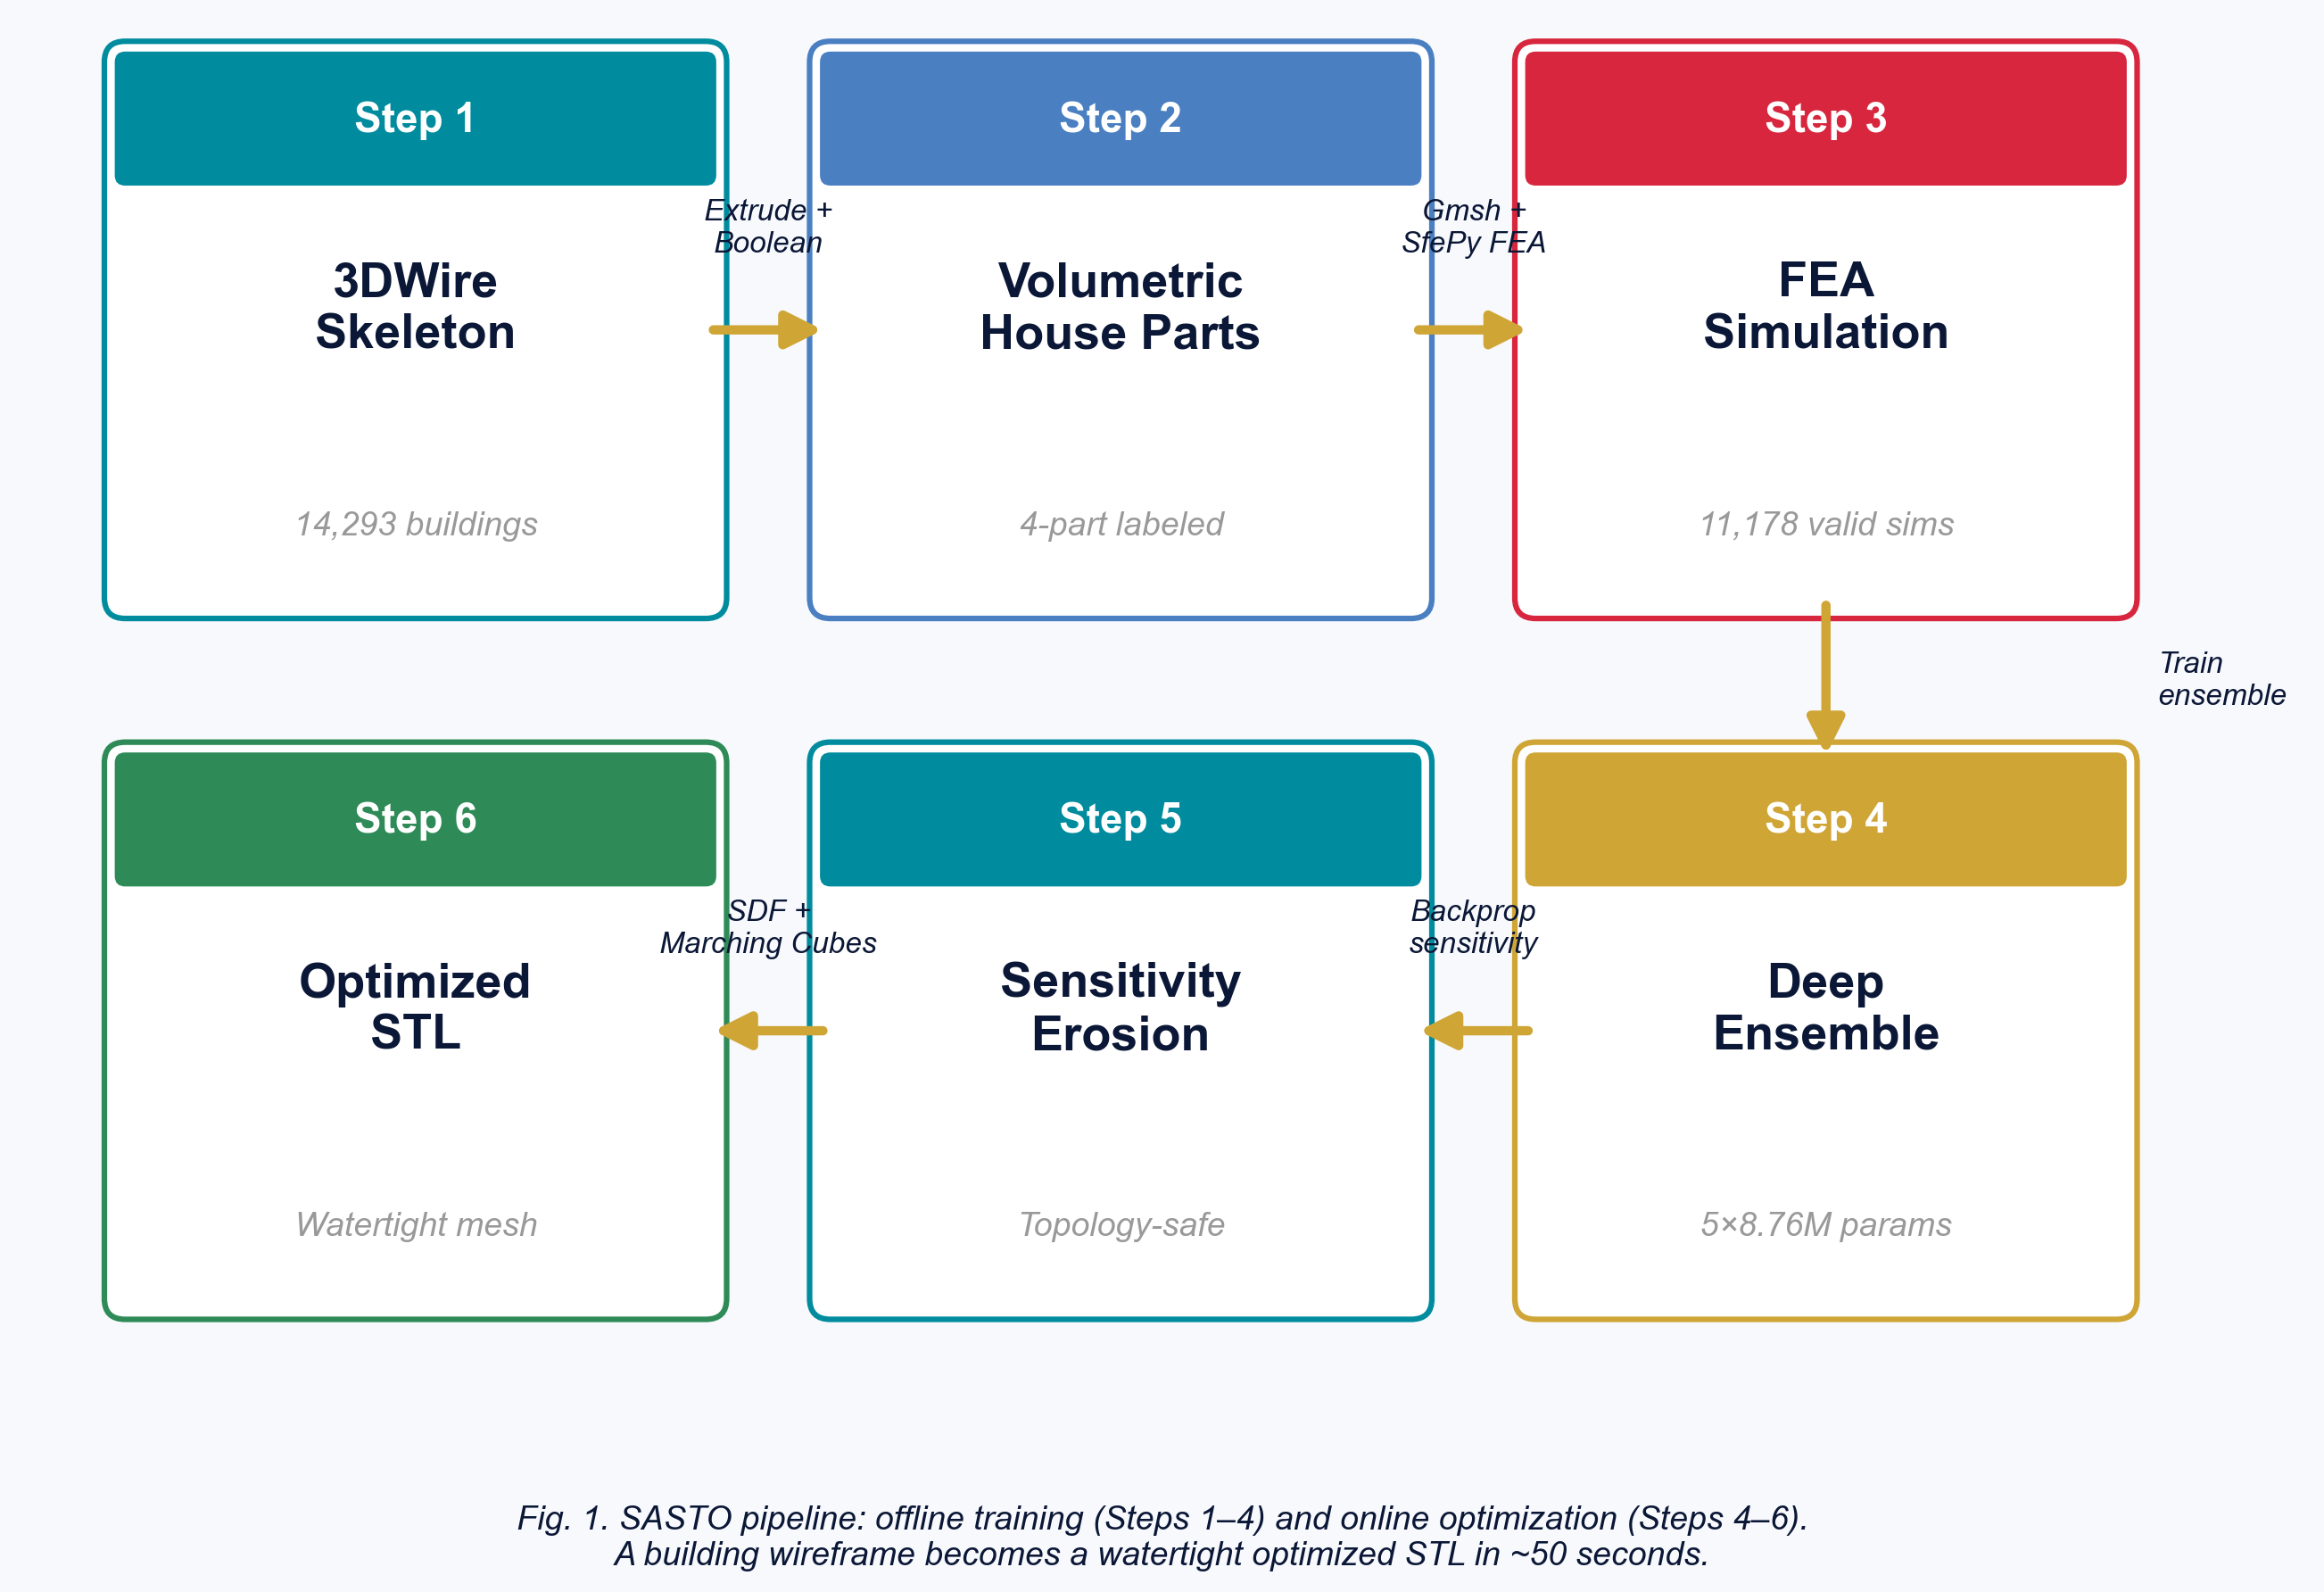 Step 1
3DWire
Skeleton
14,293 buildings
Extrude +
Boolean
Step 2
Volumetric
House Parts
4-part labeled
Gmsh +
SfePy FEA
Step 3
FEA
Simulation
11,178 valid sims
Train
ensemble
Step 4
Deep
Ensemble
5×8.76M params
Backprop
sensitivity
Step 5
Sensitivity
Erosion
Topology-safe
SDF +
Marching Cubes
Step 6
Optimized
STL
Watertight mesh
Fig. 1. SASTO pipeline: offline training (Steps 1–4) and online optimization (Steps 4–6).
A building wireframe becomes a watertight optimized STL in ~50 seconds.